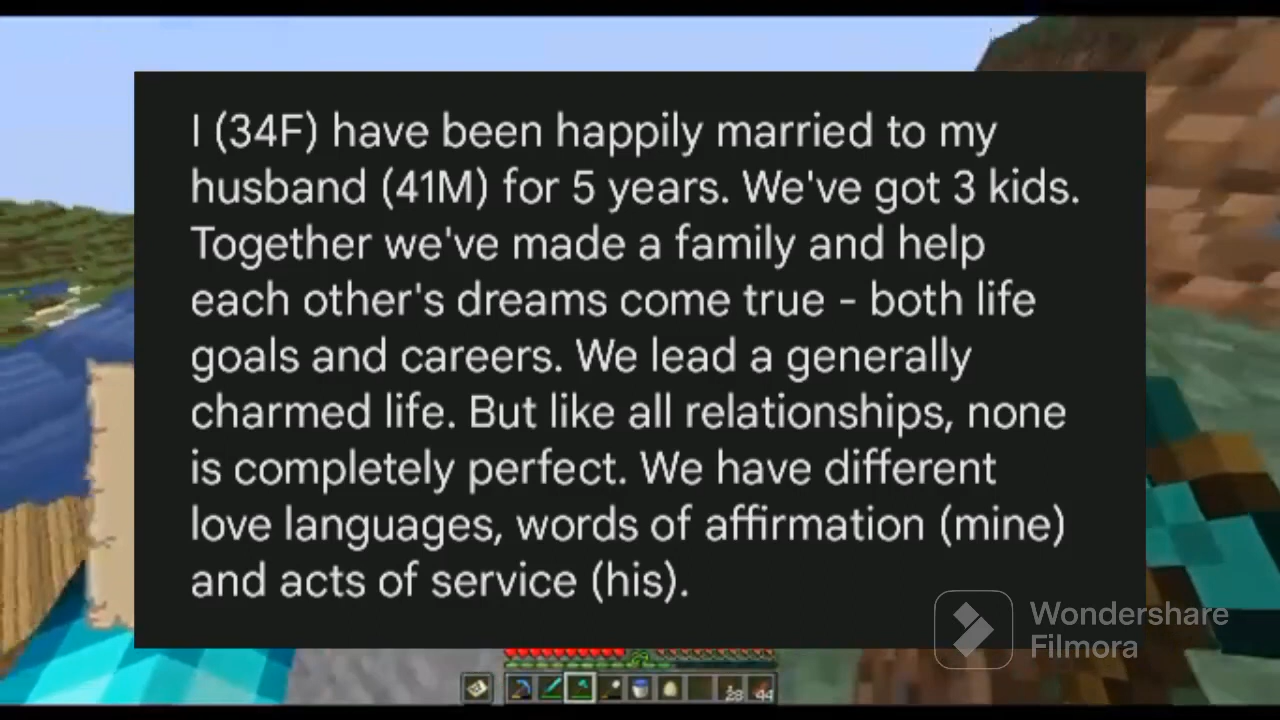 I (34F) have been happily married to my
husband (41M) for 5 years. We've got 3 kids.
Together we've made a family and help
each other's dreams come true - both life
goals and careers. We lead a generally
charmed life. But like all relationships, none
is completely perfect. We have different
love languages, words of affirmation (mine)
and acts of service (his).
Wondershare
Filmora
28 44